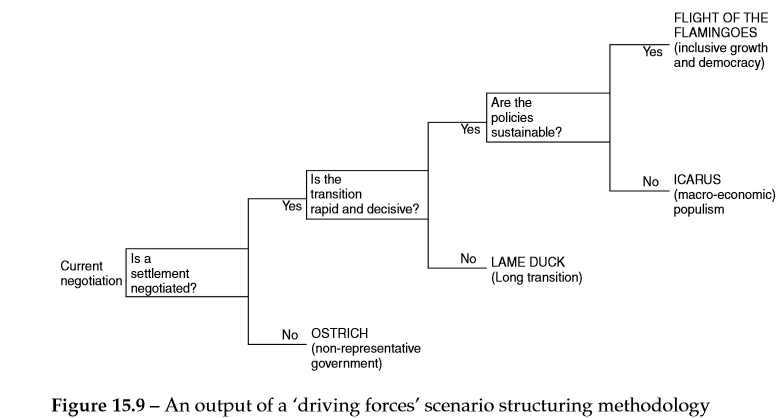 FLIGHT OF THE
FLAMINGOES
(inclusive growth
and democracy)
Yes
Are the
policies
sustainable?
Yes
No
ICARUS
(macro-economic)
populism
Is the
transition
rapid and decisive?
Yes
No
LAME DUCK
(Long transition)
Current
negotiation
Is a
settlement
negotiated?
No
OSTRICH
(non-representative
government)
Figure 15.9 – An output of a ‘driving forces’ scenario structuring methodology